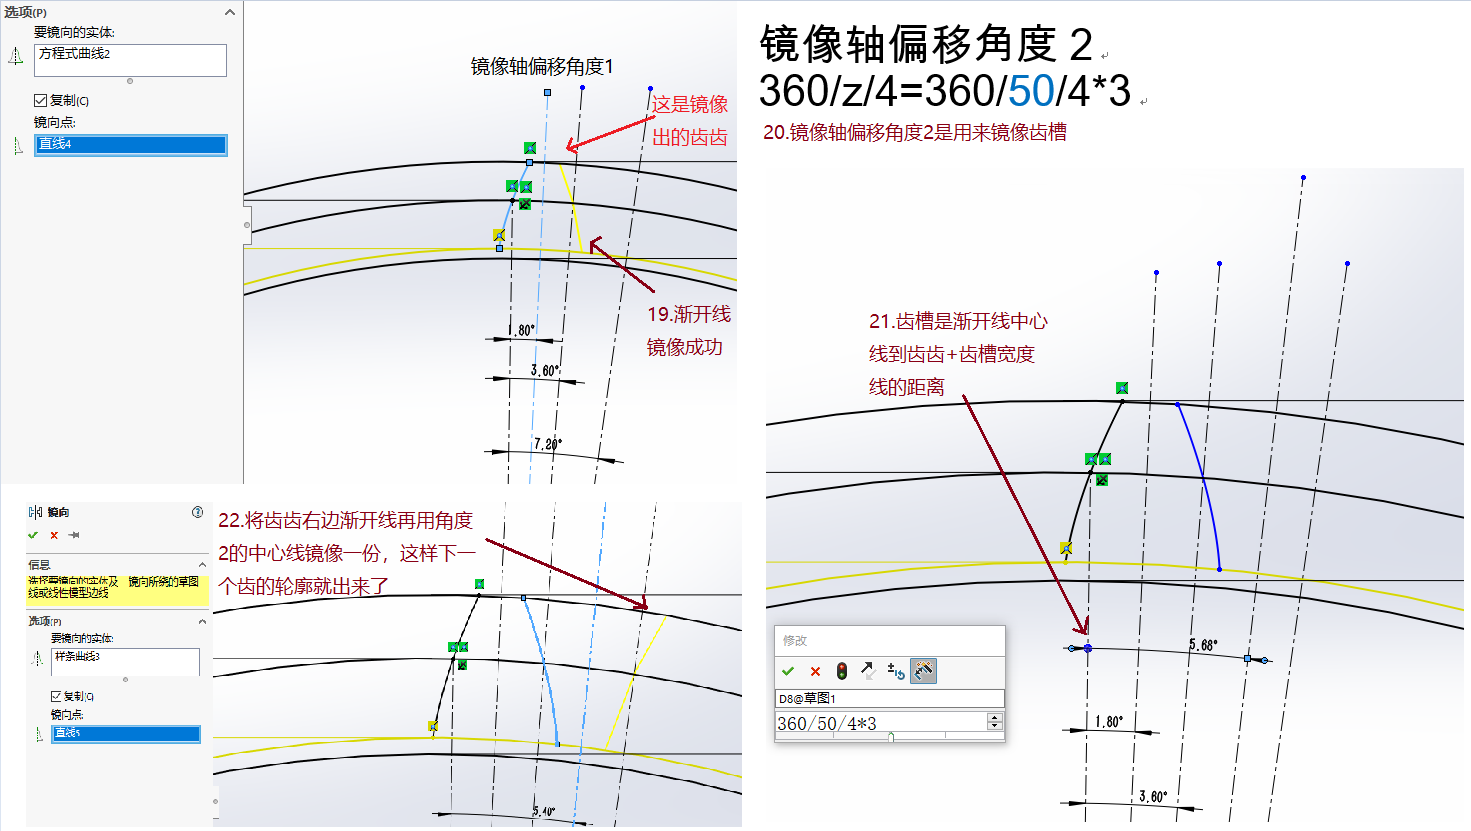 选项(P)
要镜向的实体:
方程式曲线2
复制(C)
镜向点:
直线4
镜像轴偏移角度1
这是镜像
出的齿齿
19.渐开线
镜像成功
1.80°
3.60°
7.20°
镜像轴偏移角度 2
360/z/4=360/50/4*3
20.镜像轴偏移角度2是用来镜像齿槽
21.齿槽是渐开线中心
线到齿齿+齿槽宽度
线的距离
修改
D8@草图1
360/50/4*3
5.68°
1.80°
3.60°
镜向
信息
选择要镜向的实体及 镜向所绕的草图
线或线性模型边线
选项(P)
要镜向的实体:
样条曲线3
复制(C)
镜向点:
直线5
22.将齿齿右边渐开线再用角度
2的中心线镜像一份，这样下一
个齿的轮廓就出来了
5.40°